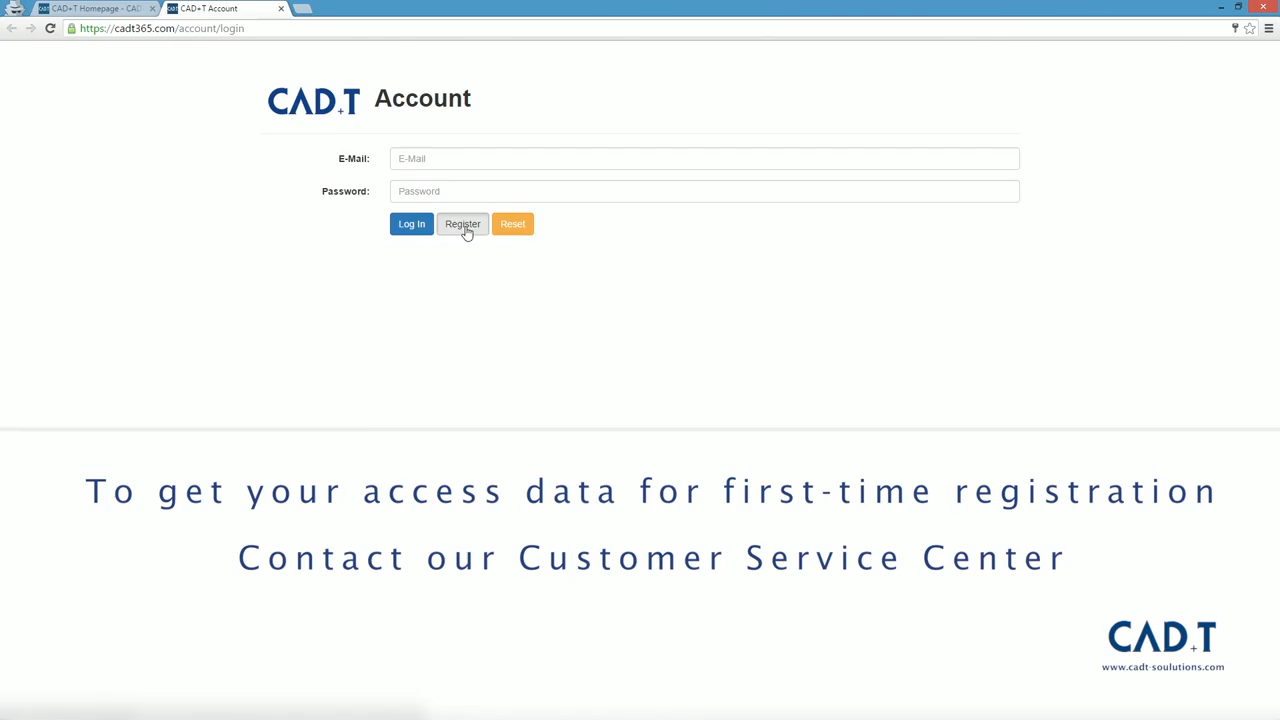 CAD+T Homepage - CAD
CAD+T Account
https://cadt365.com/account/login
CAD+T Account
E-Mail:
E-Mail
Password:
Password
Log In
Register
Reset
To get your access data for first-time registration
Contact our Customer Service Center
CAD+T
www.cadt-soulutions.com